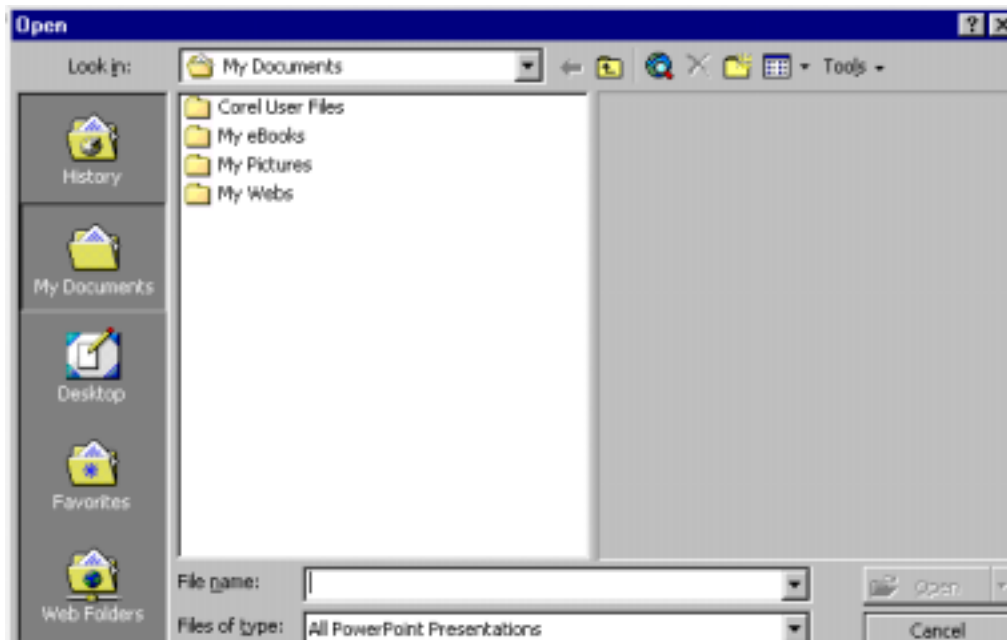 Open
Look in: My Documents Tools
Corel User Files
My eBooks
My Pictures
My Webs
History
My Documents
Desktop
Favorites
Web Folders
File name: Open
Files of type: All PowerPoint Presentations Cancel